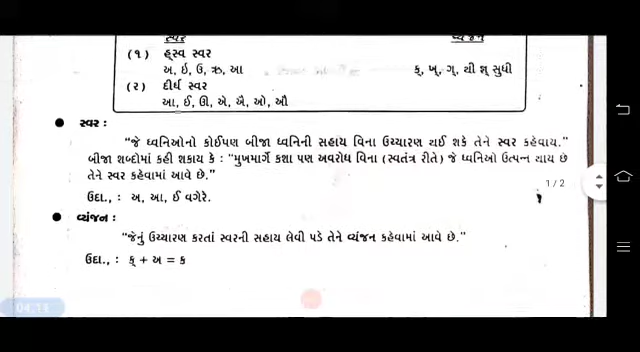 સ્વર વ્યંજન
(૧) હ્રસ્વ સ્વર
અ, ઇ, ઉ, ઋ, આ ક્, ખ્, ગ્, થી જ્ઞ્ સુધી
(૨) દીર્ઘ સ્વર
આ, ઈ, ઊ, એ, ઐ, ઓ, ઔ
● સ્વર :
"જે ધ્વનિઓનો કોઈપણ બીજા ધ્વનિની સહાય વિના ઉચ્ચારણ થઈ શકે તેને સ્વર કહેવાય."
બીજા શબ્દોમાં કહી શકાય કે : "મુખમાર્ગે કશા પણ અવરોધ વિના (સ્વતંત્ર રીતે) જે ધ્વનિઓ ઉત્પન્ન થાય છે
તેને સ્વર કહેવામાં આવે છે."
1/2
ઉદા., : અ, આ, ઈ વગેરે.
● વ્યંજન :
"જેનું ઉચ્ચારણ કરતાં સ્વરની સહાય લેવી પડે તેને વ્યંજન કહેવામાં આવે છે."
ઉદા., : ક્ + અ = ક